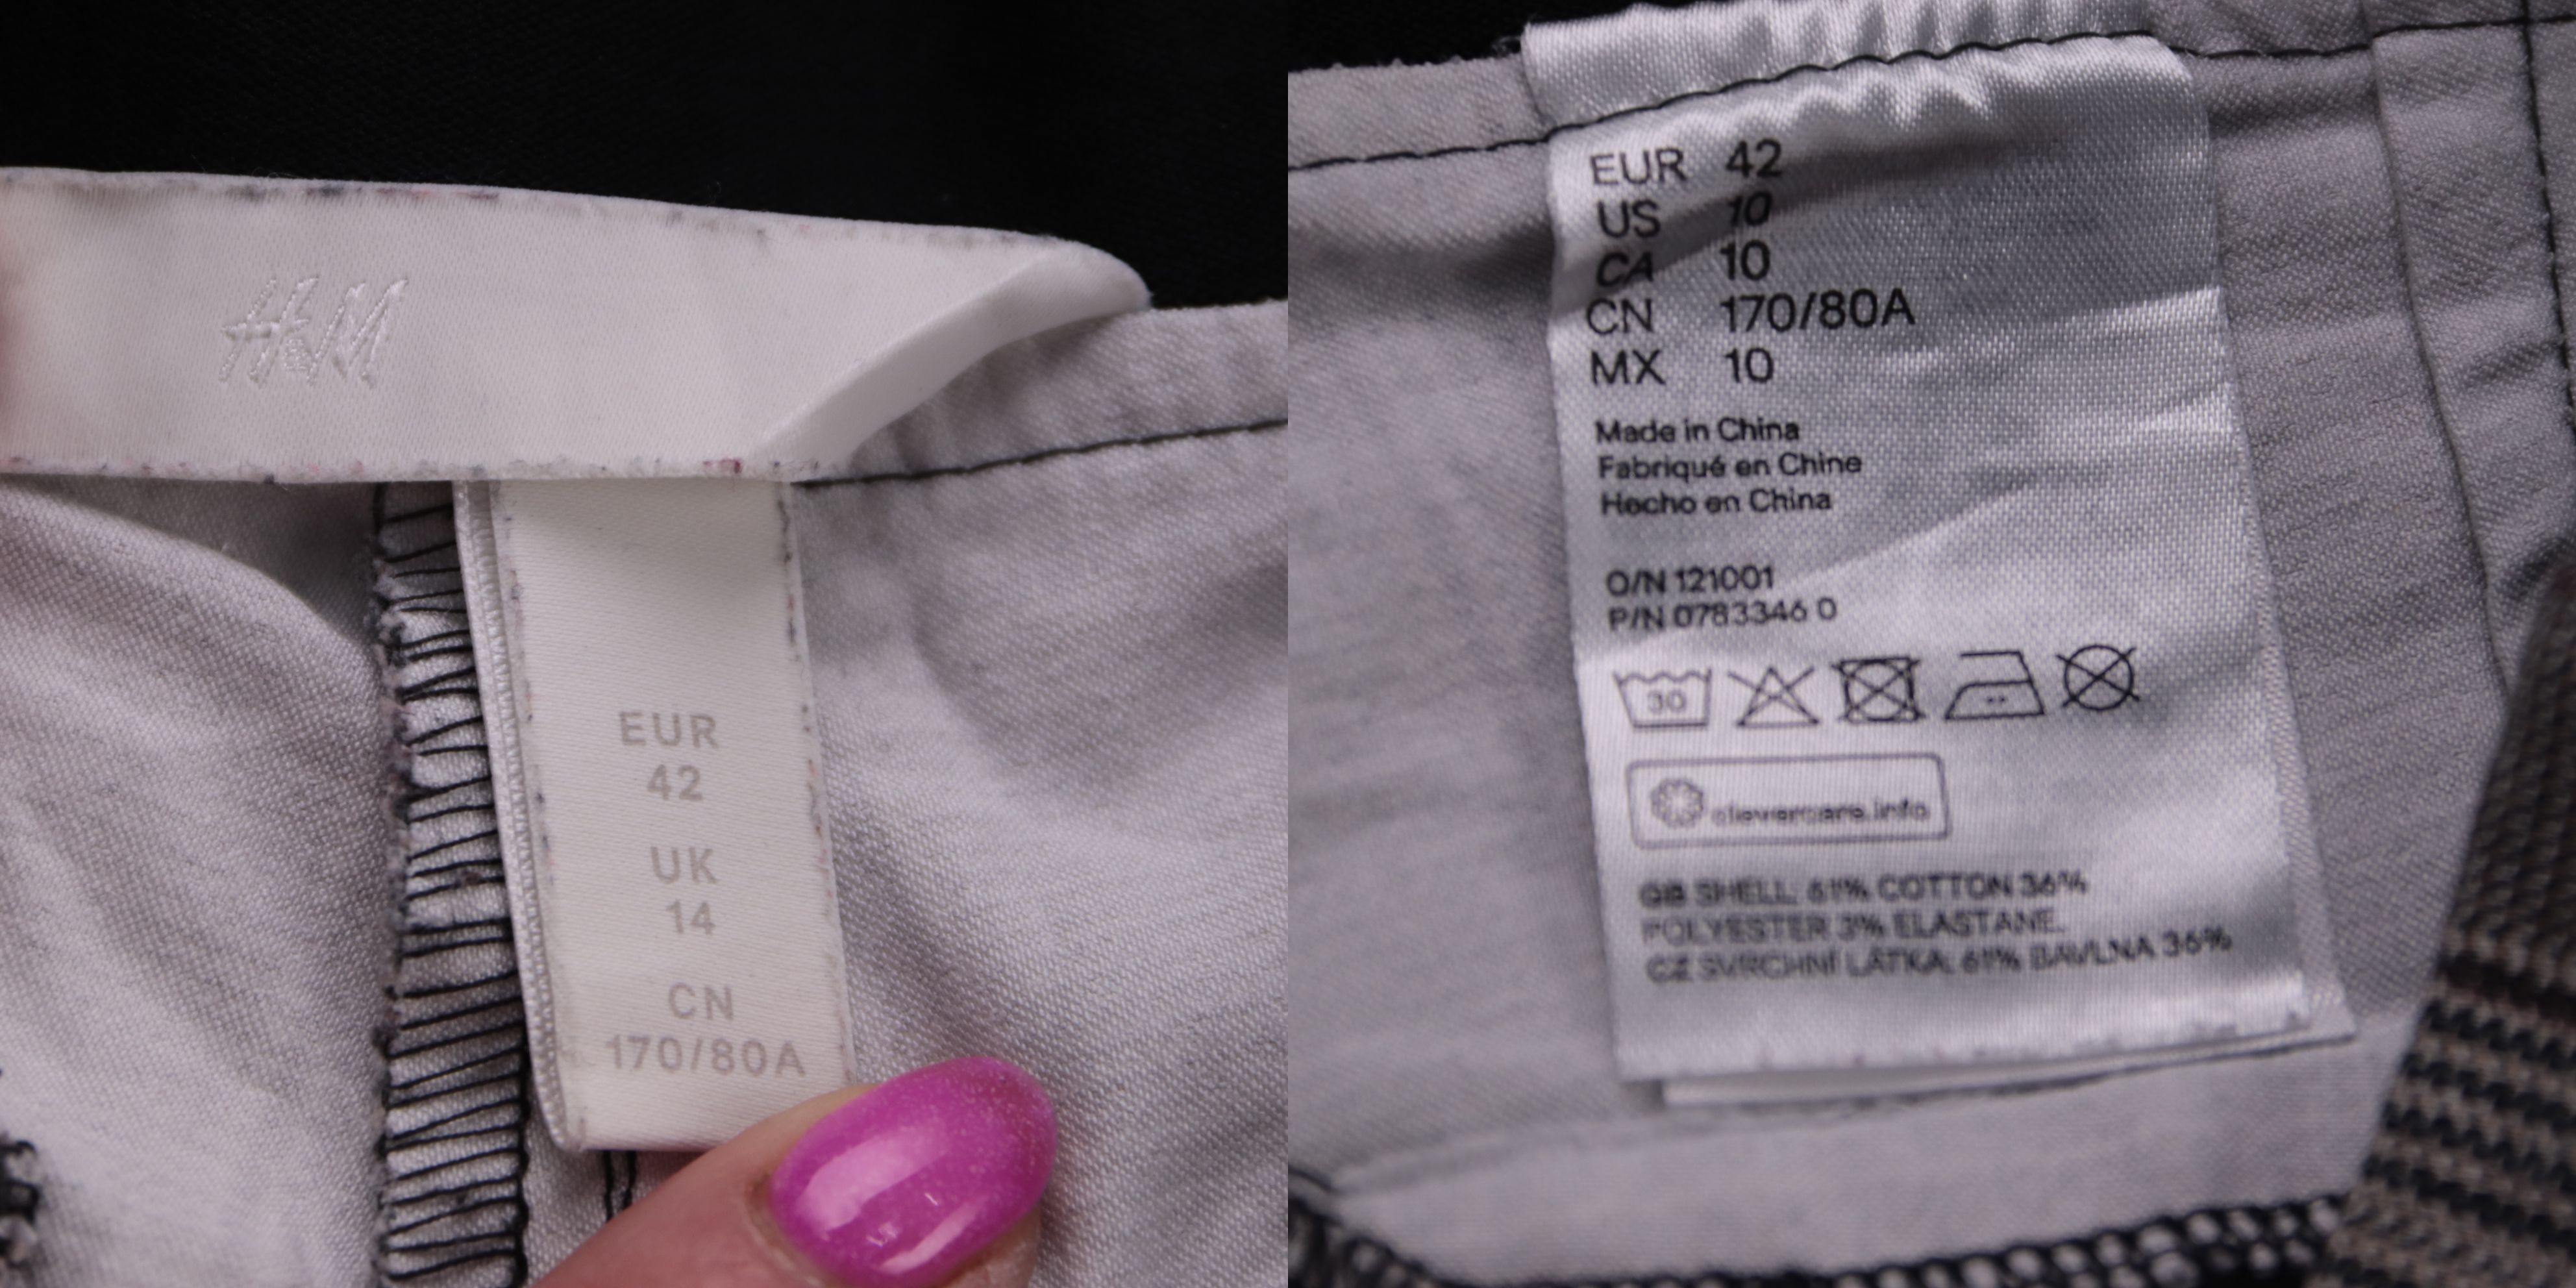 H&M
EUR
42
UK
14
CN
170/80A
EUR 42
US 10
CA 10
CN 170/80A
MX 10
Made in China
Fabriqué en Chine
Hecho en China
O/N 121001
P/N 0783346 0
30
clevercare.info
GB SHELL: 61% COTTON 36%
POLYESTER 3% ELASTANE.
CZ SVRCHNÍ LÁTKA: 61% BAVLNA 36%